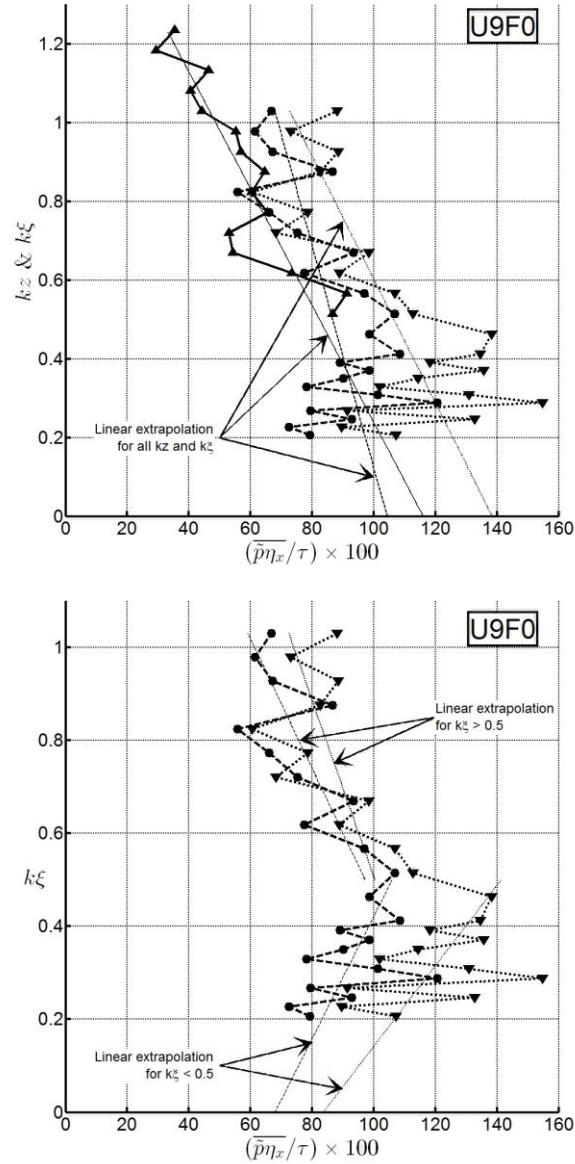 U9F0
1.2
1
0.8
0.6
0.4
0.2
0
kz & kξ
Linear extrapolation
for all kz and kξ
0 20 40 60 80 100 120 140 160
(p̃η_x/τ) × 100
U9F0
1
0.8
0.6
0.4
0.2
0
kξ
Linear extrapolation
for kξ > 0.5
Linear extrapolation
for kξ < 0.5
0 20 40 60 80 100 120 140 160
(p̃η_x/τ) × 100